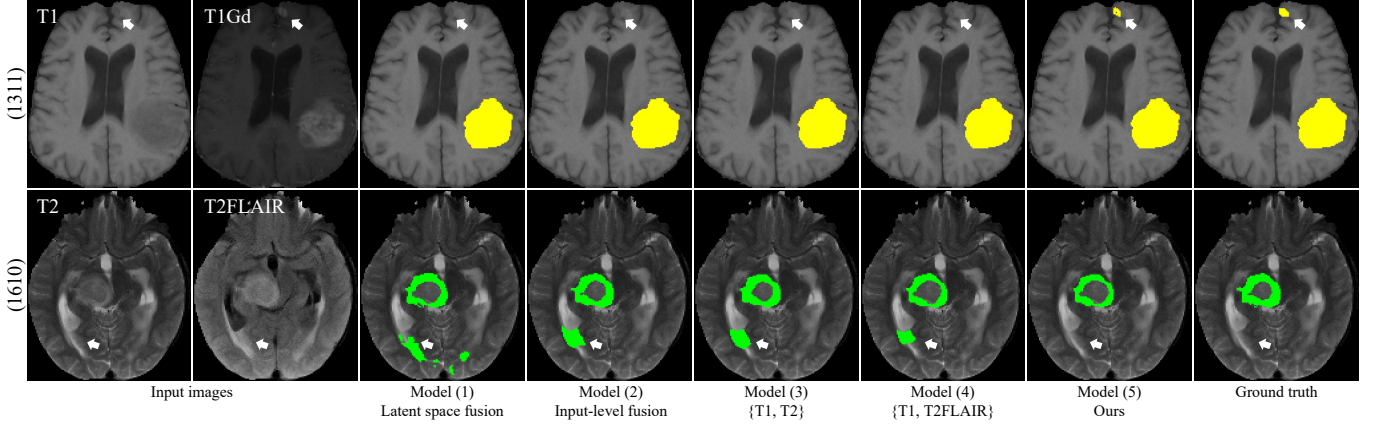 T1
T1Gd
(1311)
T2
T2FLAIR
(1610)
Input images
Model (1)
Latent space fusion
Model (2)
Input-level fusion
Model (3)
{T1, T2}
Model (4)
{T1, T2FLAIR}
Model (5)
Ours
Ground truth